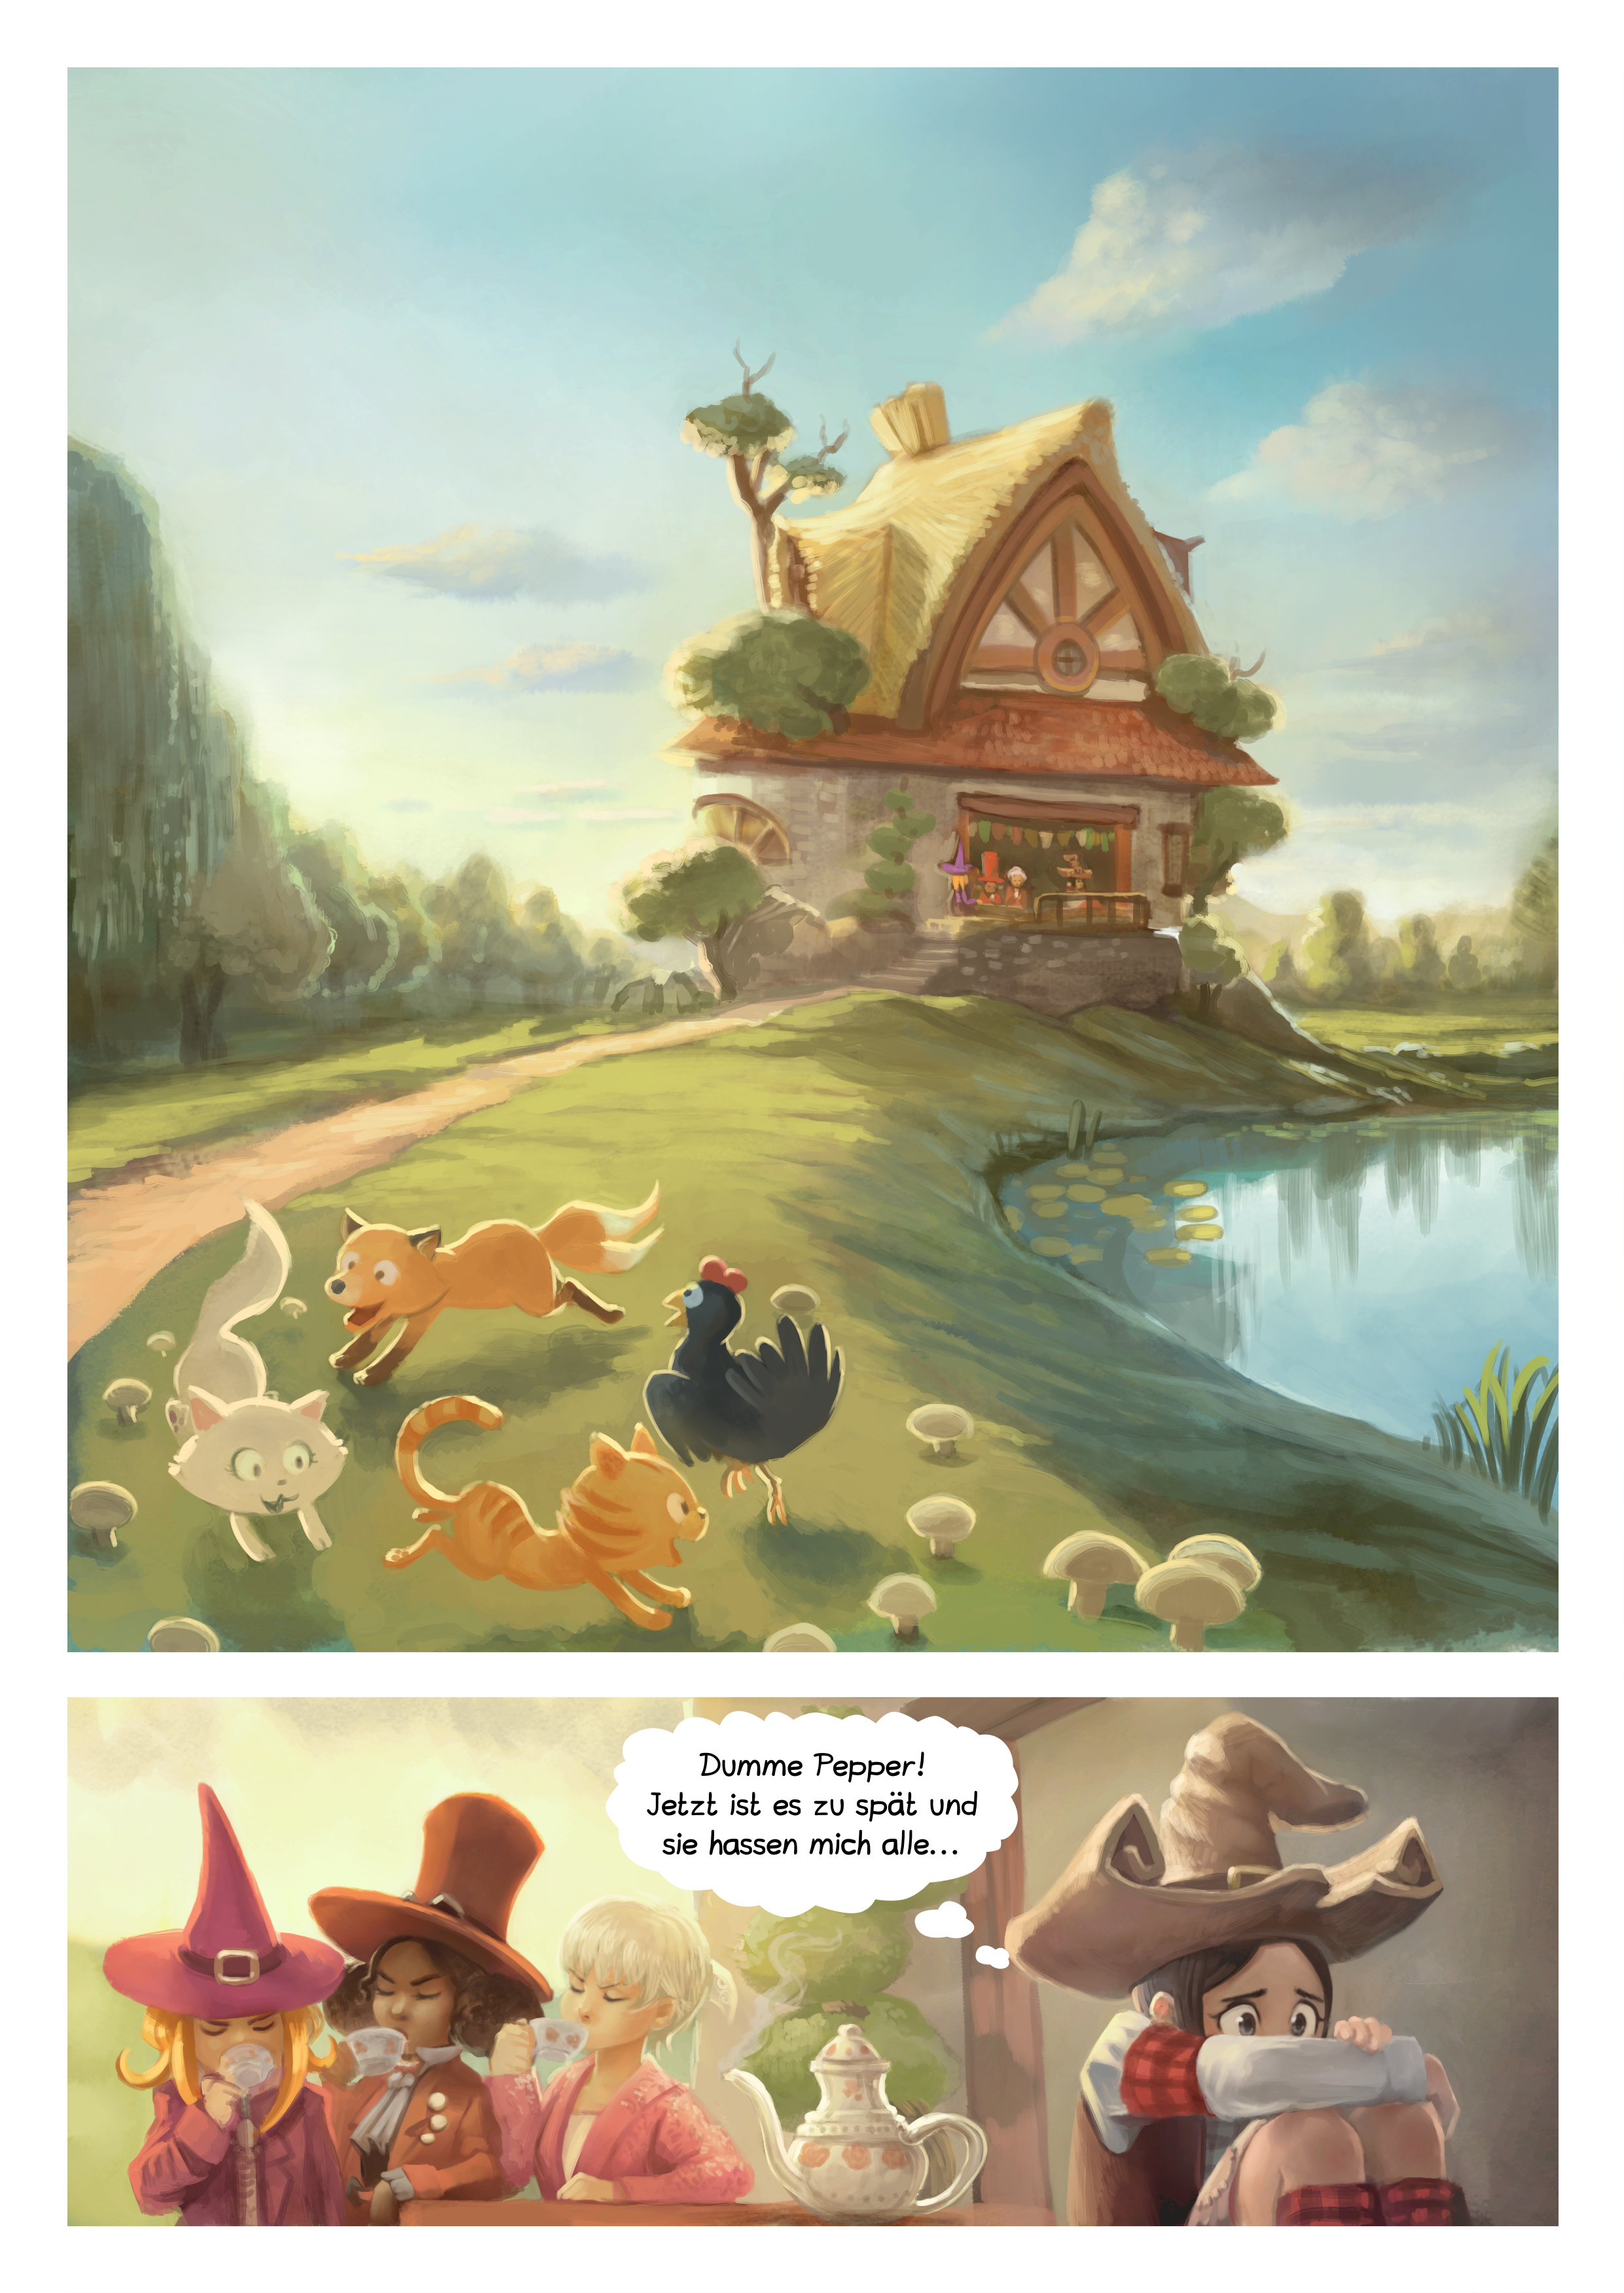 Dumme Pepper!
Jetzt ist es zu spät und
sie hassen mich alle...